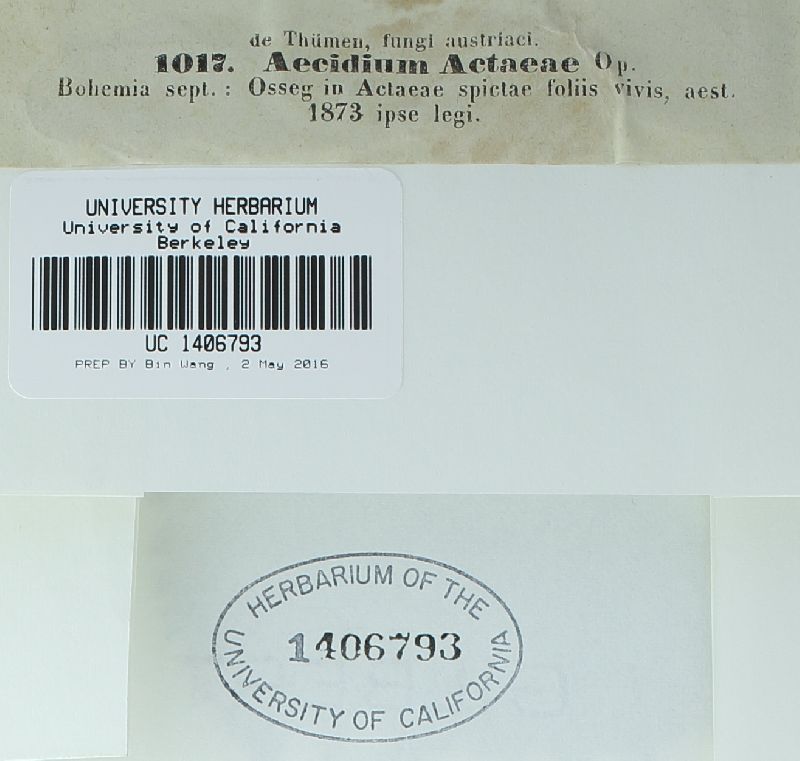 de Thümen, fungi austriaci.
1017. Aecidium Actaeae Op.
Bohemia sept.: Osseg in Actaeae spictae foliis vivis, aest.
1873 ipse legi.
UNIVERSITY HERBARIUM
University of California
Berkeley
UC 1406793
PREP BY Bin Wang , 2 May 2016
HERBARIUM OF THE
1406793
UNIVERSITY OF CALIFORNIA